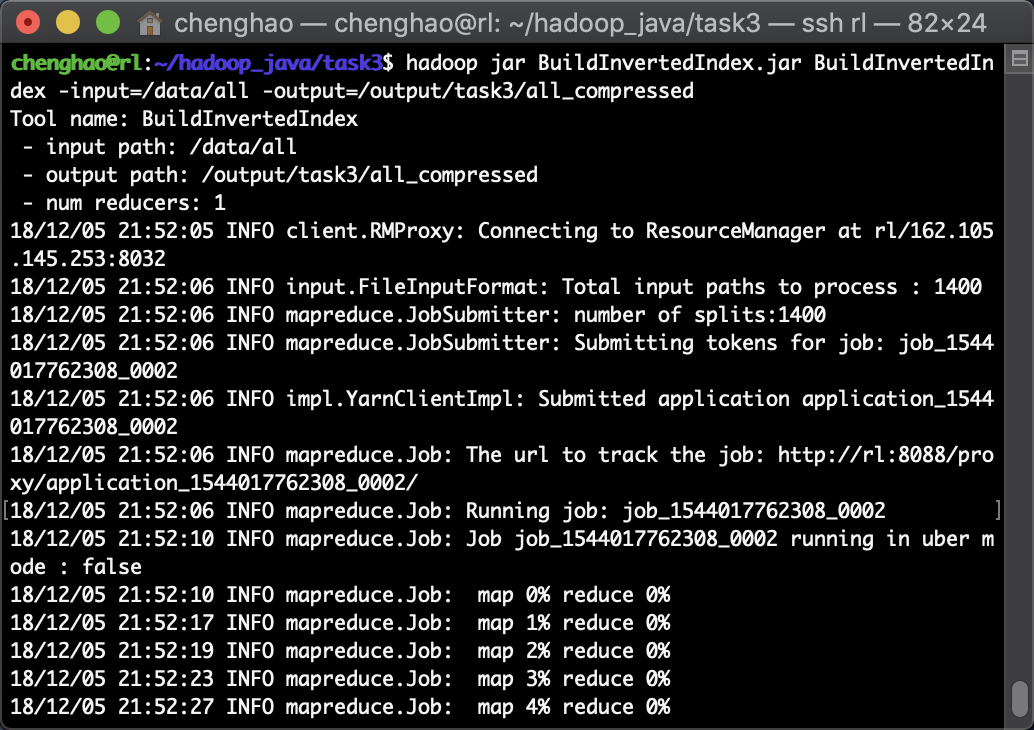 chenghao — chenghao@rl: ~/hadoop_java/task3 — ssh rl — 82×24
chenghao@rl:~/hadoop_java/task3$ hadoop jar BuildInvertedIndex.jar BuildInvertedIn
dex -input=/data/all -output=/output/task3/all_compressed
Tool name: BuildInvertedIndex
 - input path: /data/all
 - output path: /output/task3/all_compressed
 - num reducers: 1
18/12/05 21:52:05 INFO client.RMProxy: Connecting to ResourceManager at rl/162.105
.145.253:8032
18/12/05 21:52:06 INFO input.FileInputFormat: Total input paths to process : 1400
18/12/05 21:52:06 INFO mapreduce.JobSubmitter: number of splits:1400
18/12/05 21:52:06 INFO mapreduce.JobSubmitter: Submitting tokens for job: job_1544
017762308_0002
18/12/05 21:52:06 INFO impl.YarnClientImpl: Submitted application application_1544
017762308_0002
18/12/05 21:52:06 INFO mapreduce.Job: The url to track the job: http://rl:8088/pro
xy/application_1544017762308_0002/
[18/12/05 21:52:06 INFO mapreduce.Job: Running job: job_1544017762308_0002 ]
18/12/05 21:52:10 INFO mapreduce.Job: Job job_1544017762308_0002 running in uber m
ode : false
18/12/05 21:52:10 INFO mapreduce.Job:  map 0% reduce 0%
18/12/05 21:52:17 INFO mapreduce.Job:  map 1% reduce 0%
18/12/05 21:52:19 INFO mapreduce.Job:  map 2% reduce 0%
18/12/05 21:52:23 INFO mapreduce.Job:  map 3% reduce 0%
18/12/05 21:52:27 INFO mapreduce.Job:  map 4% reduce 0%